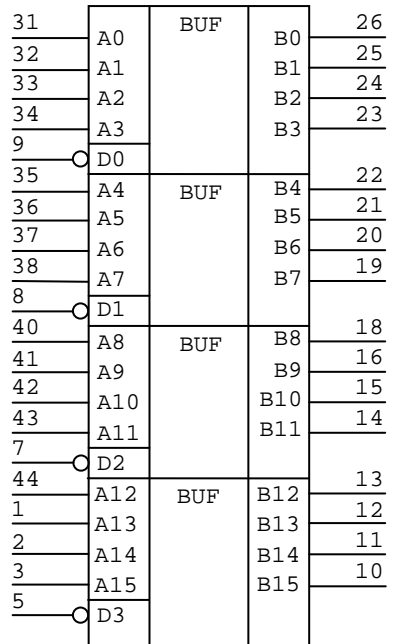 31 A0 BUF B0 26
32 A1 B1 25
33 A2 B2 24
34 A3 B3 23
9 D0
35 A4 BUF B4 22
36 A5 B5 21
37 A6 B6 20
38 A7 B7 19
8 D1
40 A8 BUF B8 18
41 A9 B9 16
42 A10 B10 15
43 A11 B11 14
7 D2
44 A12 BUF B12 13
1 A13 B13 12
2 A14 B14 11
3 A15 B15 10
5 D3